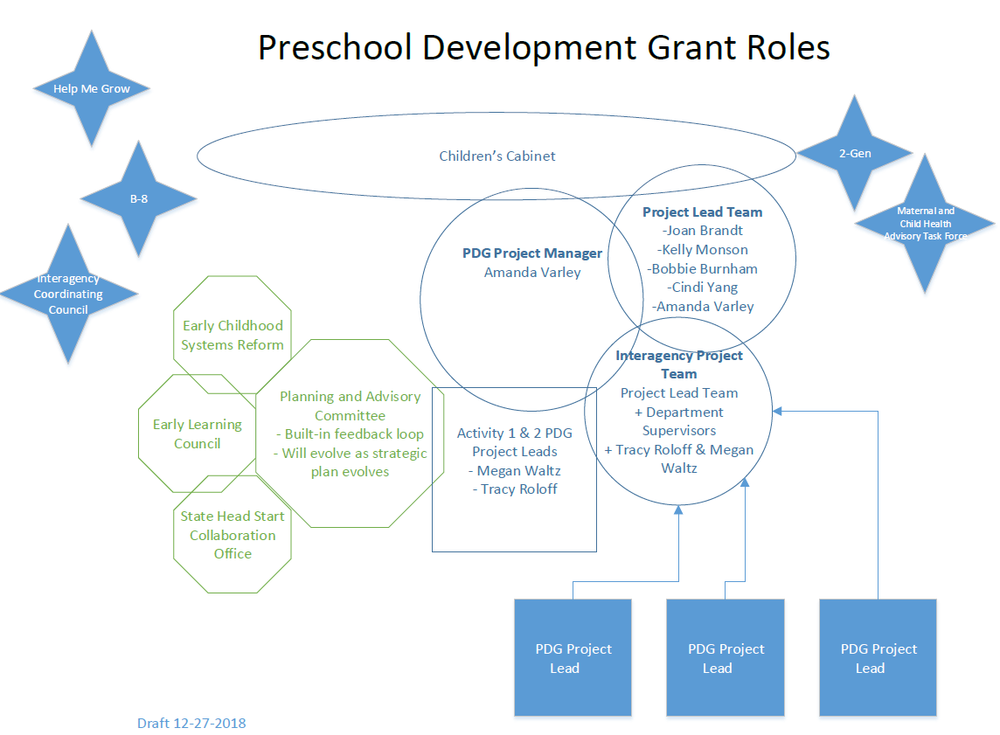 Preschool Development Grant Roles
Help Me Grow
B-8
Interagency
Coordinating
Council
2-Gen
Maternal and
Child Health
Advisory Task Force
Children's Cabinet
PDG Project Manager
Amanda Varley
Project Lead Team
-Joan Brandt
-Kelly Monson
-Bobbie Burnham
-Cindi Yang
-Amanda Varley
Early Childhood
Systems Reform
Early Learning
Council
State Head Start
Collaboration
Office
Planning and Advisory
Committee
- Built-in feedback loop
- Will evolve as strategic
plan evolves
Activity 1 & 2 PDG
Project Leads
- Megan Waltz
- Tracy Roloff
Interagency Project
Team
Project Lead Team
+ Department
Supervisors
+ Tracy Roloff & Megan
Waltz
PDG Project
Lead
PDG Project
Lead
PDG Project
Lead
Draft 12-27-2018